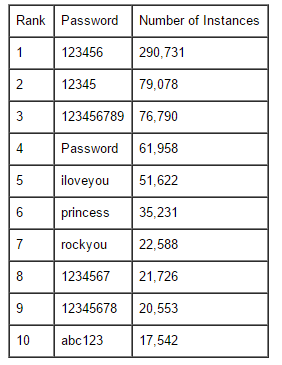 Rank Password Number of Instances
1 123456 290,731
2 12345 79,078
3 123456789 76,790
4 Password 61,958
5 iloveyou 51,622
6 princess 35,231
7 rockyou 22,588
8 1234567 21,726
9 12345678 20,553
10 abc123 17,542